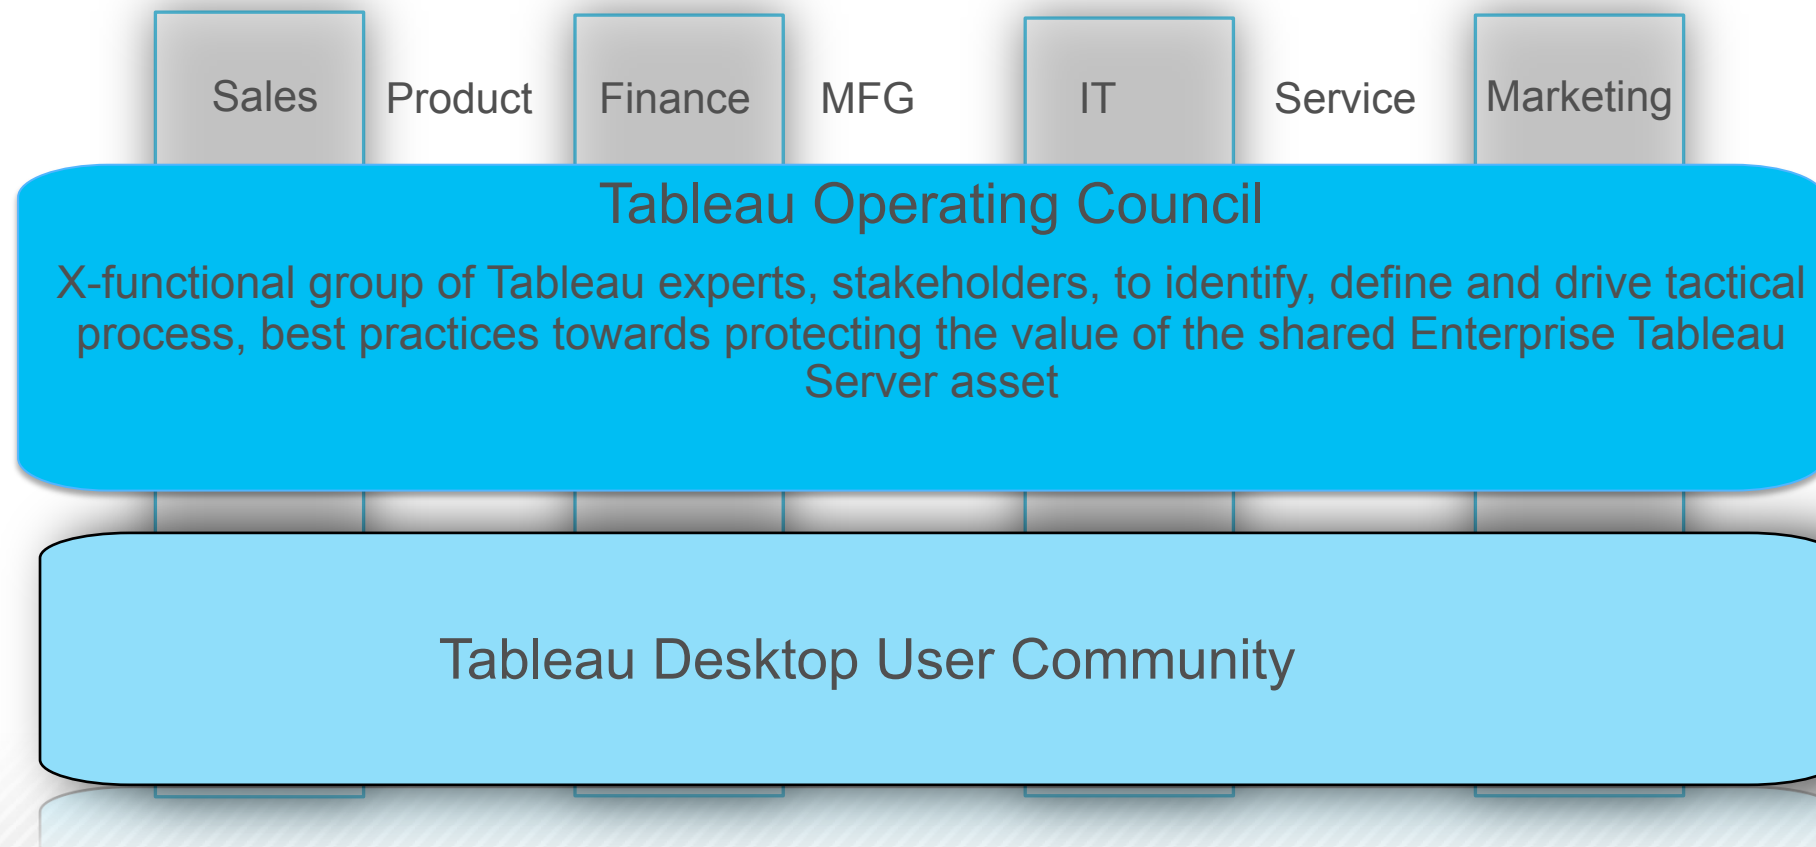 Sales Product Finance MFG IT Service Marketing
Tableau Operating Council
X-functional group of Tableau experts, stakeholders, to identify, define and drive tactical
process, best practices towards protecting the value of the shared Enterprise Tableau
Server asset
Tableau Desktop User Community